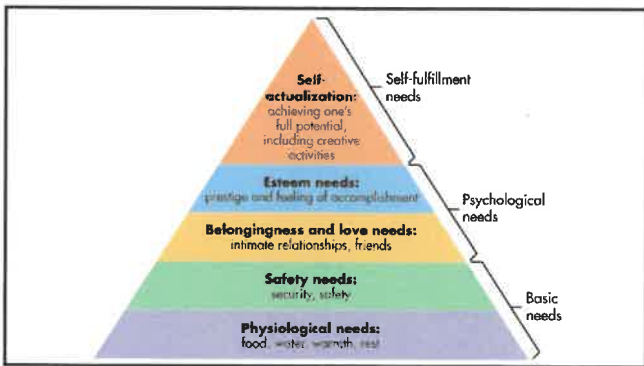 Self-
actualization:
achieving one's
full potential,
including creative
activities
Esteem needs:
prestige and feeling of accomplishment
Belongingness and love needs:
intimate relationships, friends
Safety needs:
security, safety
Physiological needs:
food, water, warmth, rest
Self-fulfillment
needs
Psychological
needs
Basic
needs